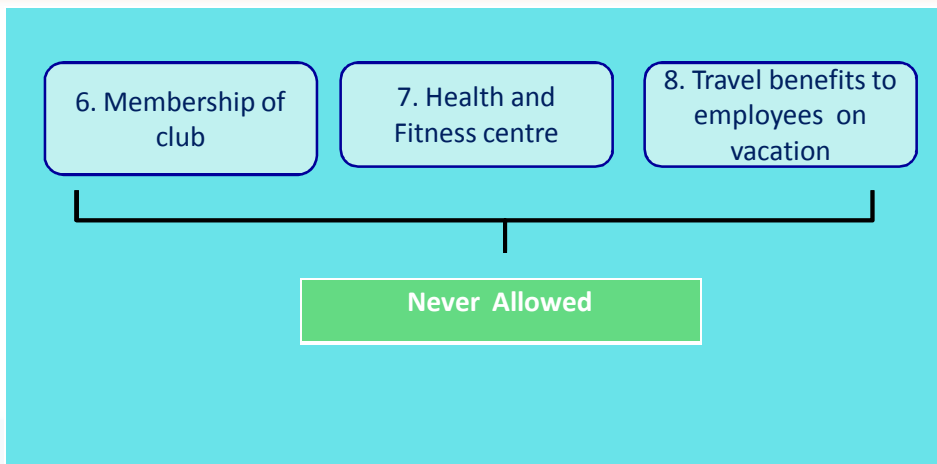 6. Membership of
club
7. Health and
Fitness centre
8. Travel benefits to
employees on
vacation
Never Allowed